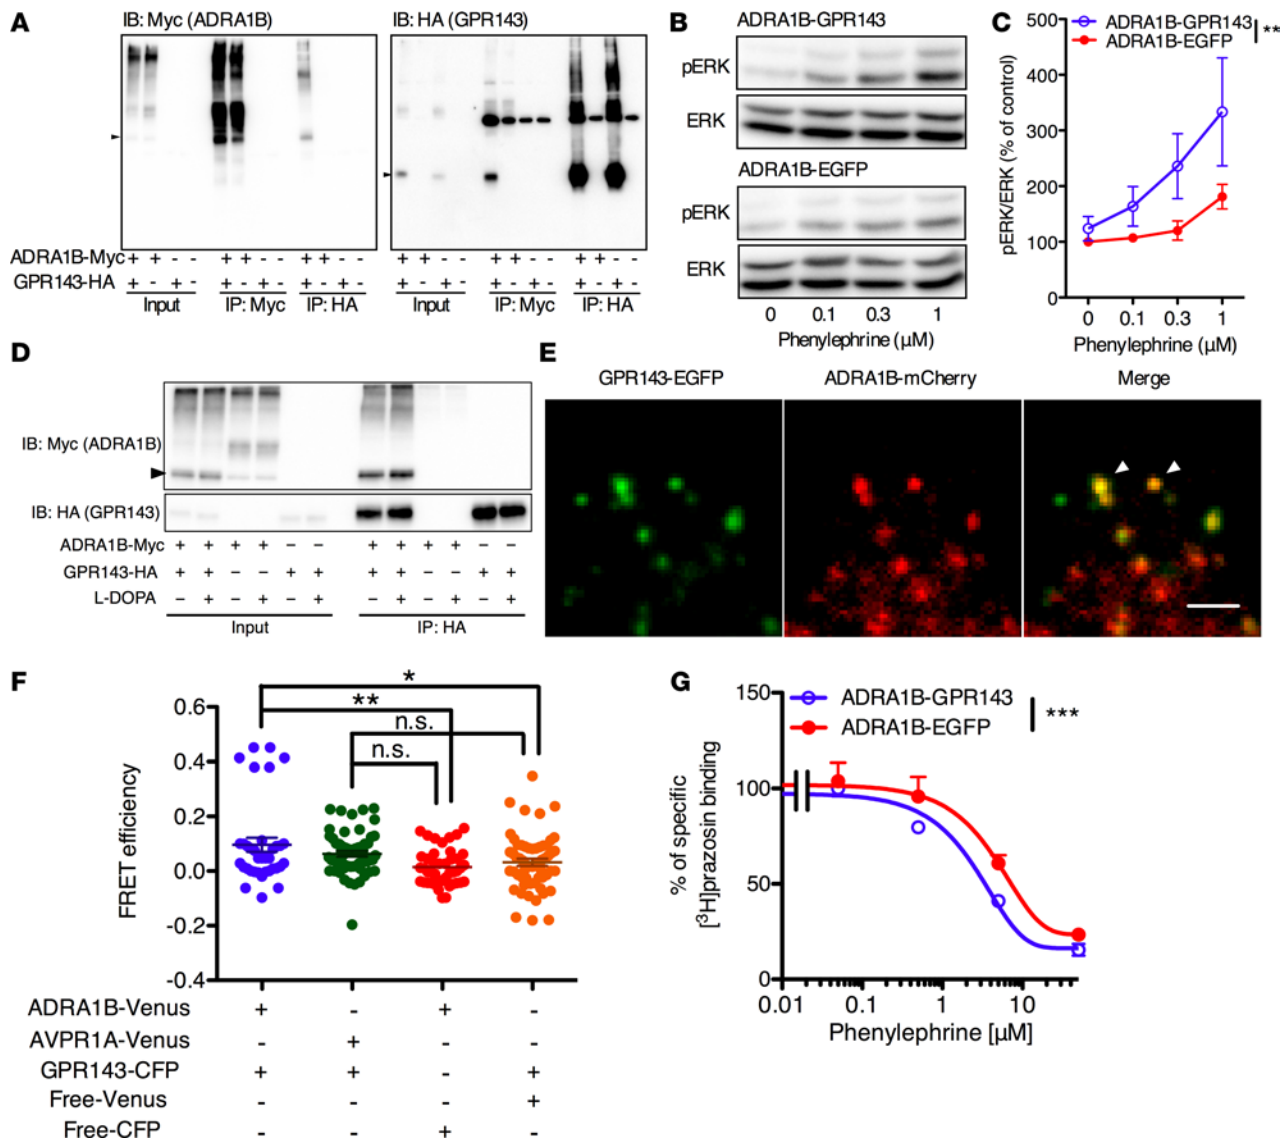 A
IB: Myc (ADRA1B)
IB: HA (GPR143)
ADRA1B-Myc + + - - + + - - + + - - + + - - + + - - + + - -
GPR143-HA + - + - + - + - + - + - + - + - + - + - + - + -
Input IP: Myc IP: HA Input IP: Myc IP: HA
B
ADRA1B-GPR143
pERK
ERK
ADRA1B-EGFP
pERK
ERK
0 0.1 0.3 1
Phenylephrine (µM)
C
ADRA1B-GPR143
ADRA1B-EGFP
**
pERK/ERK (% of control)
500
400
300
200
100
0
0 0.1 0.3 1
Phenylephrine (µM)
D
IB: Myc (ADRA1B)
IB: HA (GPR143)
ADRA1B-Myc + + + + - - + + + + - -
GPR143-HA + + - - + + + + - - + +
L-DOPA - + - + - + - + - + - +
Input IP: HA
E
GPR143-EGFP ADRA1B-mCherry Merge
F
*
**
n.s.
n.s.
FRET efficiency
0.6
0.4
0.2
0.0
-0.2
-0.4
ADRA1B-Venus + - + -
AVPR1A-Venus - + - -
GPR143-CFP + + - +
Free-Venus - - - +
Free-CFP - - + -
G
ADRA1B-GPR143
ADRA1B-EGFP
***
% of specific
[³H]prazosin binding
150
100
50
0
0.01 0.1 1 10
Phenylephrine [µM]